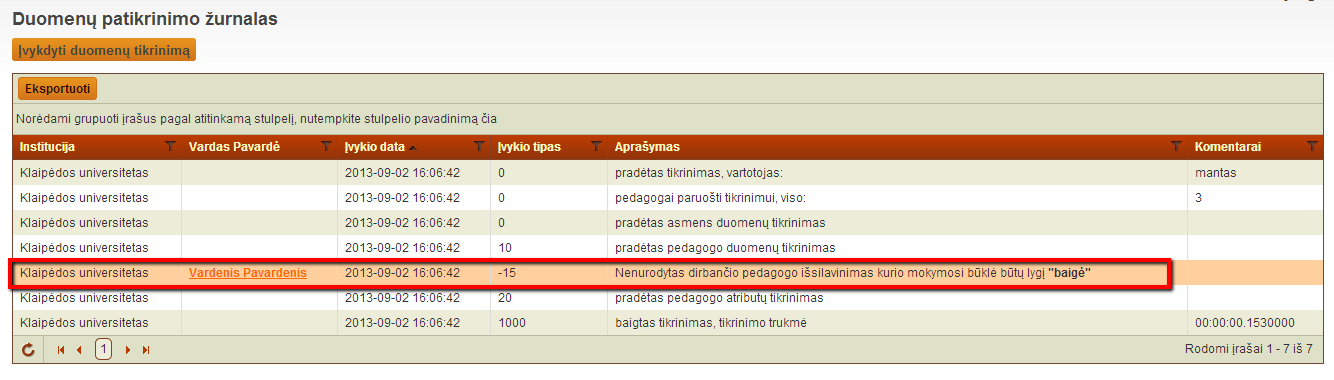 Duomenų patikrinimo žurnalas
Įvykdyti duomenų tikrinimą
Eksportuoti
Norėdami grupuoti įrašus pagal atitinkamą stulpelį, nutempkite stulpelio pavadinimą čia
Institucija Vardas Pavardė Įvykio data Įvykio tipas Aprašymas Komentarai
Klaipėdos universitetas 2013-09-02 16:06:42 0 pradėtas tikrinimas, vartotojas: mantas
Klaipėdos universitetas 2013-09-02 16:06:42 0 pedagogai paruošti tikrinimui, viso: 3
Klaipėdos universitetas 2013-09-02 16:06:42 0 pradėtas asmens duomenų tikrinimas
Klaipėdos universitetas 2013-09-02 16:06:42 10 pradėtas pedagogo duomenų tikrinimas
Klaipėdos universitetas Vardenis Pavardenis 2013-09-02 16:06:42 -15 Nenurodytas dirbančio pedagogo išsilavinimas kurio mokymosi būklė būtų lygį "baigė"
Klaipėdos universitetas 2013-09-02 16:06:42 20 pradėtas pedagogo atributų tikrinimas
Klaipėdos universitetas 2013-09-02 16:06:42 1000 baigtas tikrinimas, tikrinimo trukmė 00:00:00.1530000
1 Rodomi įrašai 1 - 7 iš 7